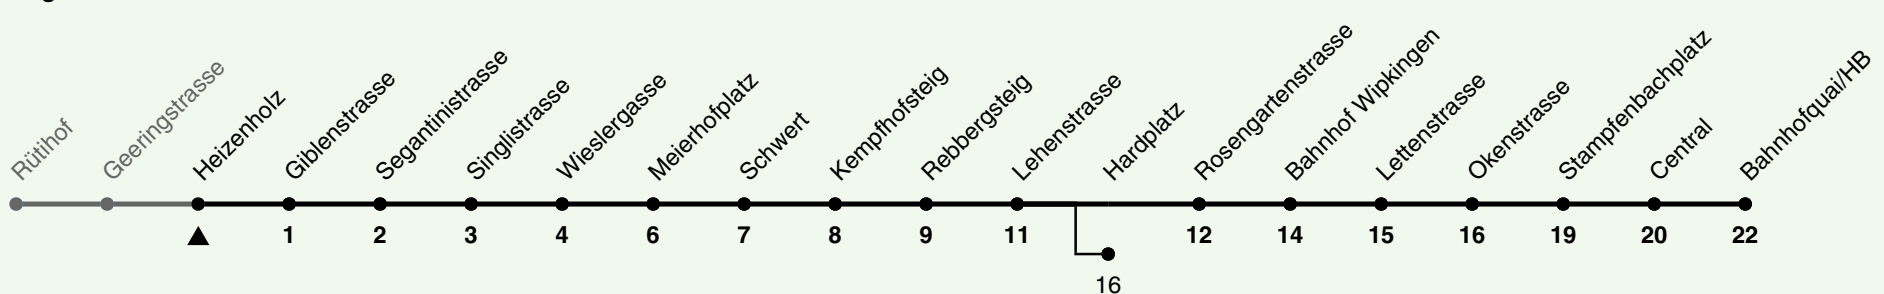 Rütihof
Geeringstrasse
Heizenholz
Giblenstrasse
Segantinistrasse
Singlistrasse
Wieslergasse
Meierhofplatz
Schwert
Kempfhofsteig
Rebbergsteig
Lehenstrasse
Hardplatz
Rosengartenstrasse
Bahnhof Wipkingen
Lettenstrasse
Okenstrasse
Stampfenbachplatz
Central
Bahnhofquai/HB
1 2 3 4 6 7 8 9 11 12 14 15 16 19 20 22
16